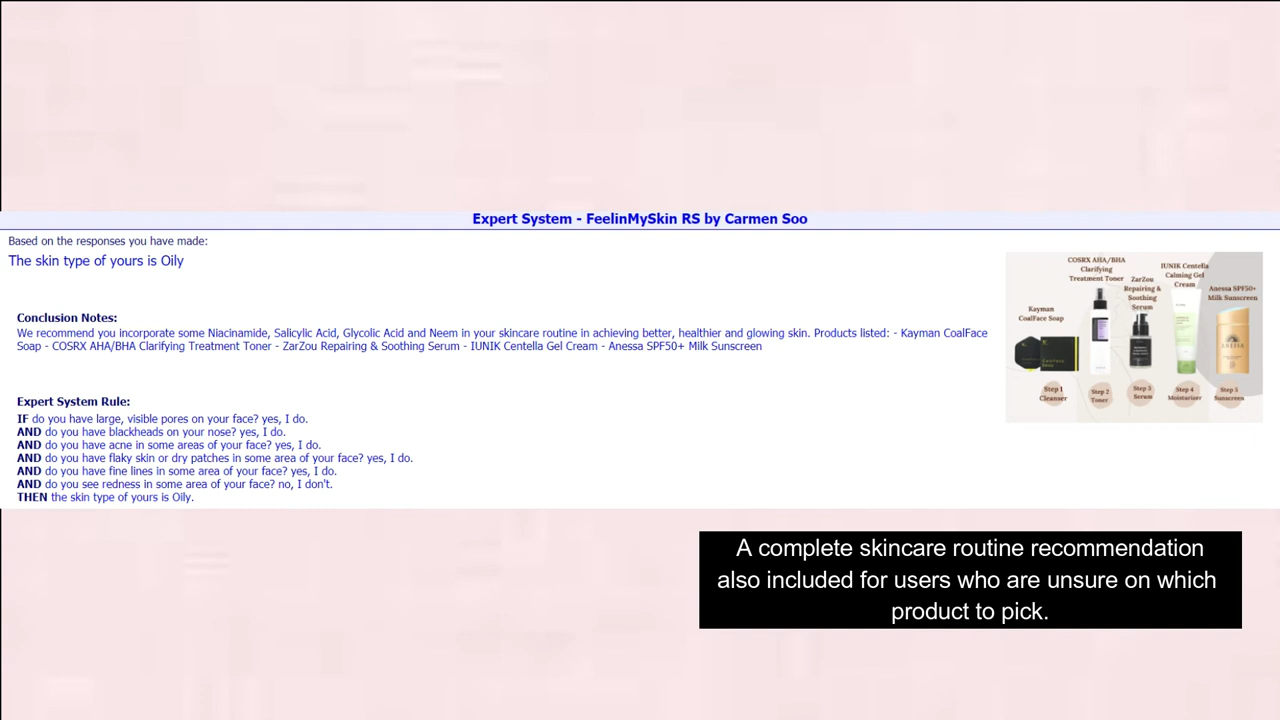 Expert System - FeelinMySkin RS by Carmen Soo
Based on the responses you have made:
The skin type of yours is Oily
Conclusion Notes:
We recommend you incorporate some Niacinamide, Salicylic Acid, Glycolic Acid and Neem in your skincare routine in achieving better, healthier and glowing skin. Products listed: - Kayman CoalFace
Soap - COSRX AHA/BHA Clarifying Treatment Toner - ZarZou Repairing & Soothing Serum - IUNIK Centella Gel Cream - Anessa SPF50+ Milk Sunscreen
Expert System Rule:
IF do you have large, visible pores on your face? yes, I do.
AND do you have blackheads on your nose? yes, I do.
AND do you have acne in some areas of your face? yes, I do.
AND do you have flaky skin or dry patches in some area of your face? yes, I do.
AND do you have fine lines in some area of your face? yes, I do.
AND do you see redness in some area of your face? no, I don't.
THEN the skin type of yours is Oily.
Kayman
CoalFace Soap
COSRX AHA/BHA
Clarifying
Treatment Toner
ZarZou
Repairing &
Soothing
Serum
IUNIK Centella
Calming Gel
Cream
Anessa SPF50+
Milk Sunscreen
ANESSA
Step 1
Cleanser
Step 2
Toner
Step 3
Serum
Step 4
Moisturizer
Step 5
Sunscreen
A complete skincare routine recommendation
also included for users who are unsure on which
product to pick.